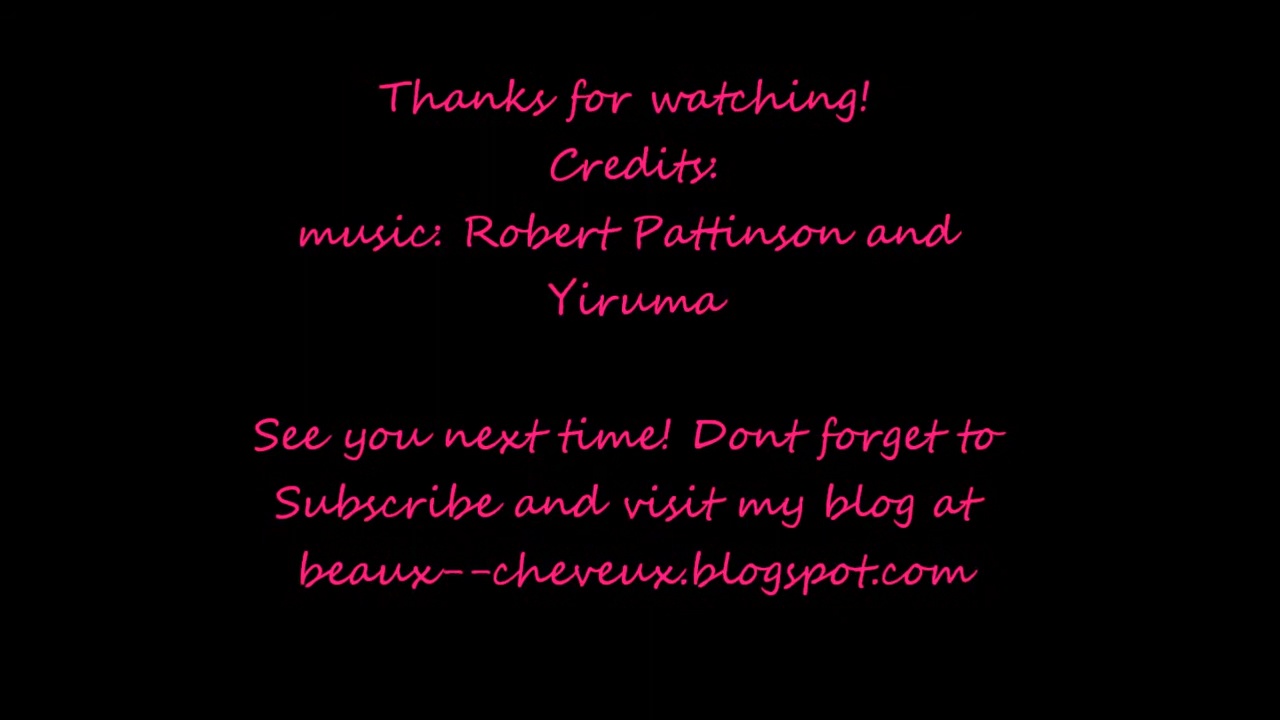 Thanks for watching!
Credits:
music: Robert Pattinson and
Yiruma
See you next time! Dont forget to
Subscribe and visit my blog at
beaux--cheveux.blogspot.com